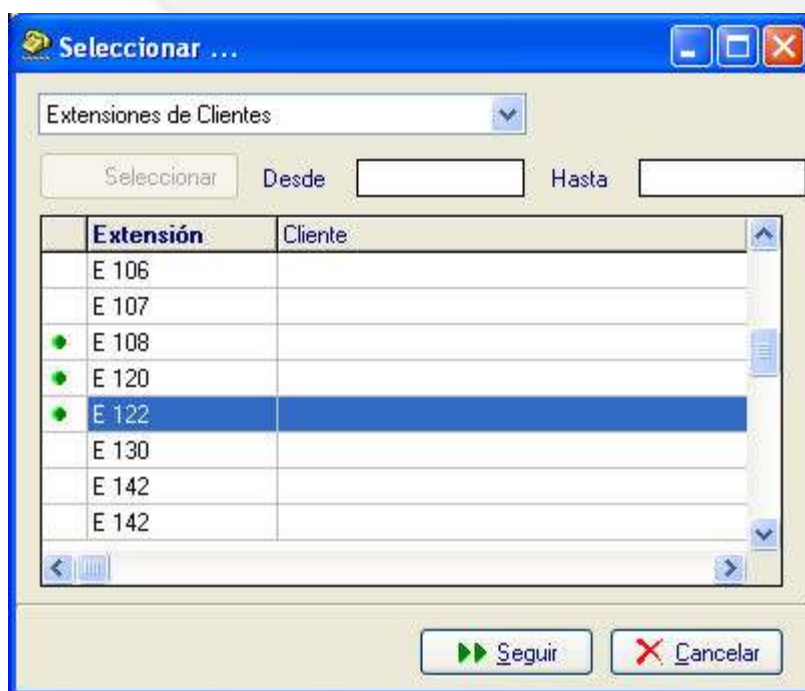 Seleccionar ...
Extensiones de Clientes
Seleccionar Desde Hasta
Extensión Cliente
E 106
E 107
E 108
E 120
E 122
E 130
E 142
E 142
Seguir Cancelar